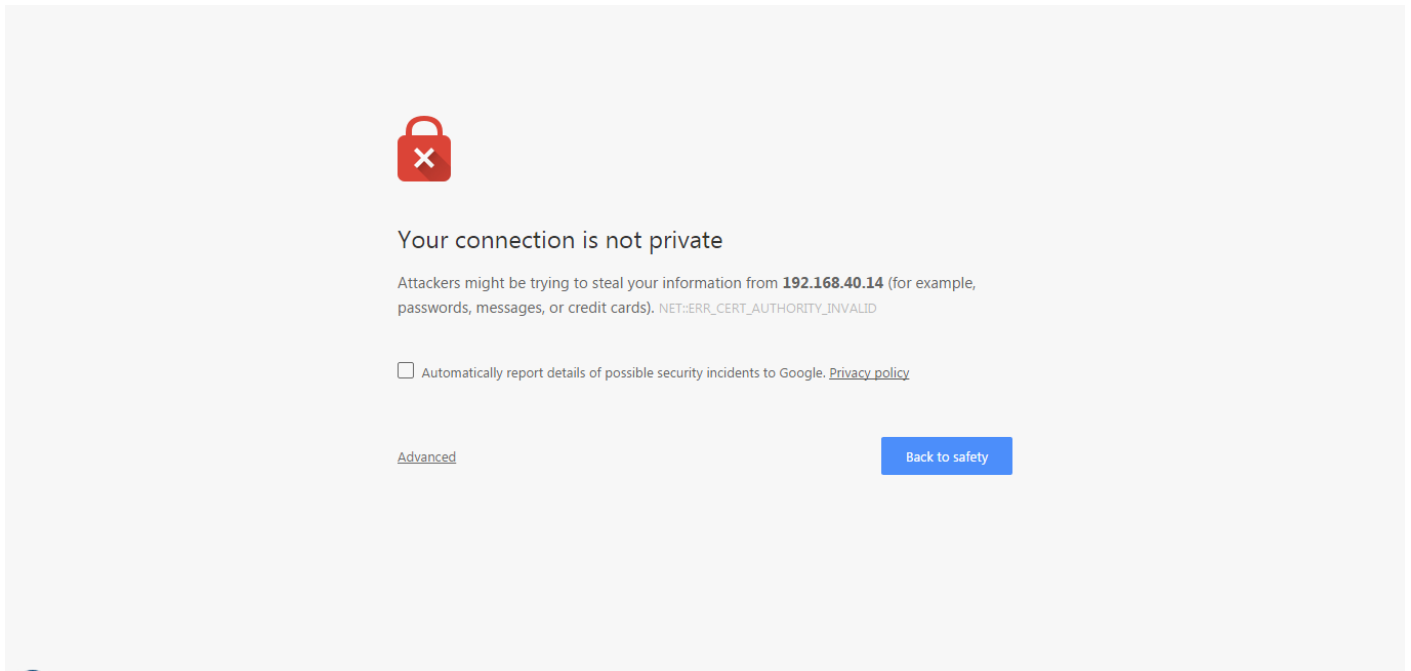 Your connection is not private
Attackers might be trying to steal your information from 192.168.40.14 (for example,
passwords, messages, or credit cards). NET::ERR_CERT_AUTHORITY_INVALID
Automatically report details of possible security incidents to Google. Privacy policy
Advanced
Back to safety